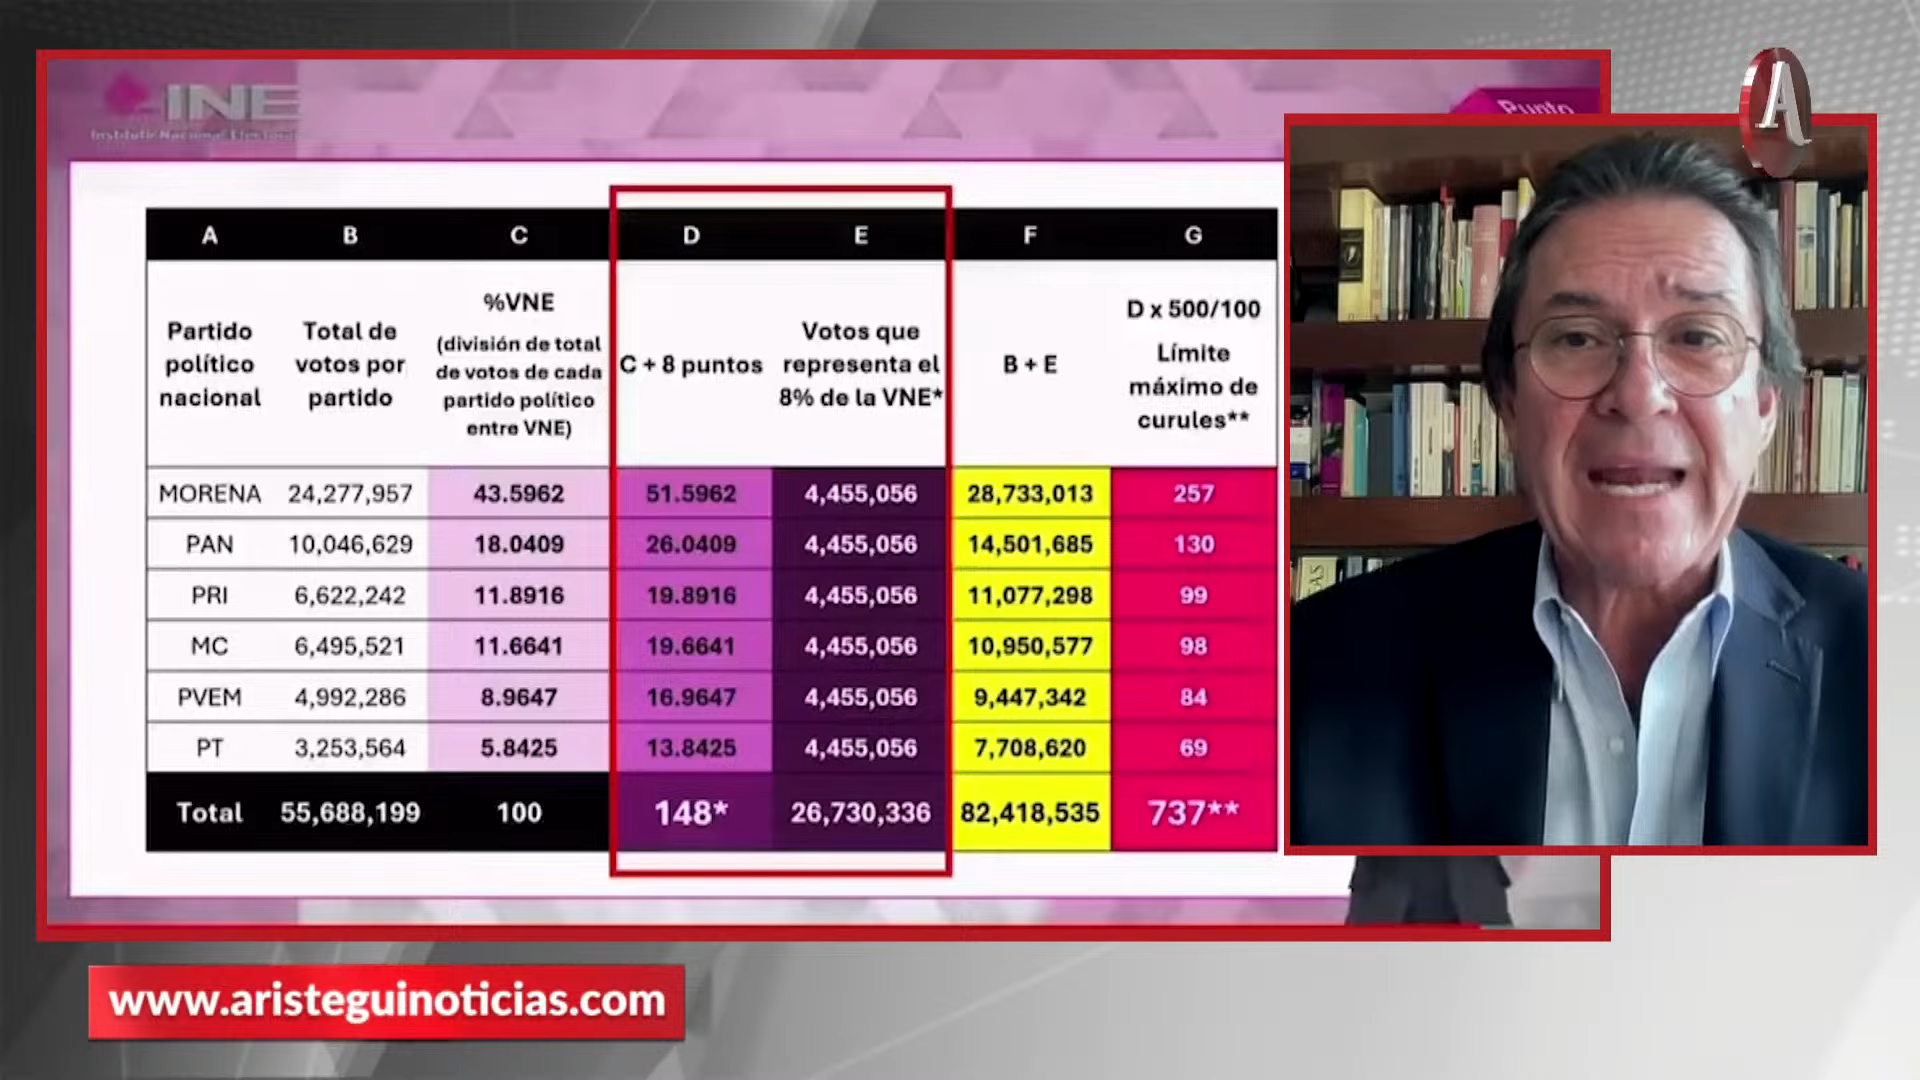 INE
Instituto Nacional Electoral
Punto
A
A B C D E F G
Partido político nacional
Total de votos por partido
%VNE
(división de total de votos de cada partido político entre VNE)
C + 8 puntos
Votos que representa el 8% de la VNE*
B + E
D x 500/100
Límite máximo de curules**
MORENA 24,277,957 43.5962 51.5962 4,455,056 28,733,013 257
PAN 10,046,629 18.0409 26.0409 4,455,056 14,501,685 130
PRI 6,622,242 11.8916 19.8916 4,455,056 11,077,298 99
MC 6,495,521 11.6641 19.6641 4,455,056 10,950,577 98
PVEM 4,992,286 8.9647 16.9647 4,455,056 9,447,342 84
PT 3,253,564 5.8425 13.8425 4,455,056 7,708,620 69
Total 55,688,199 100 148* 26,730,336 82,418,535 737**
www.aristeguinoticias.com